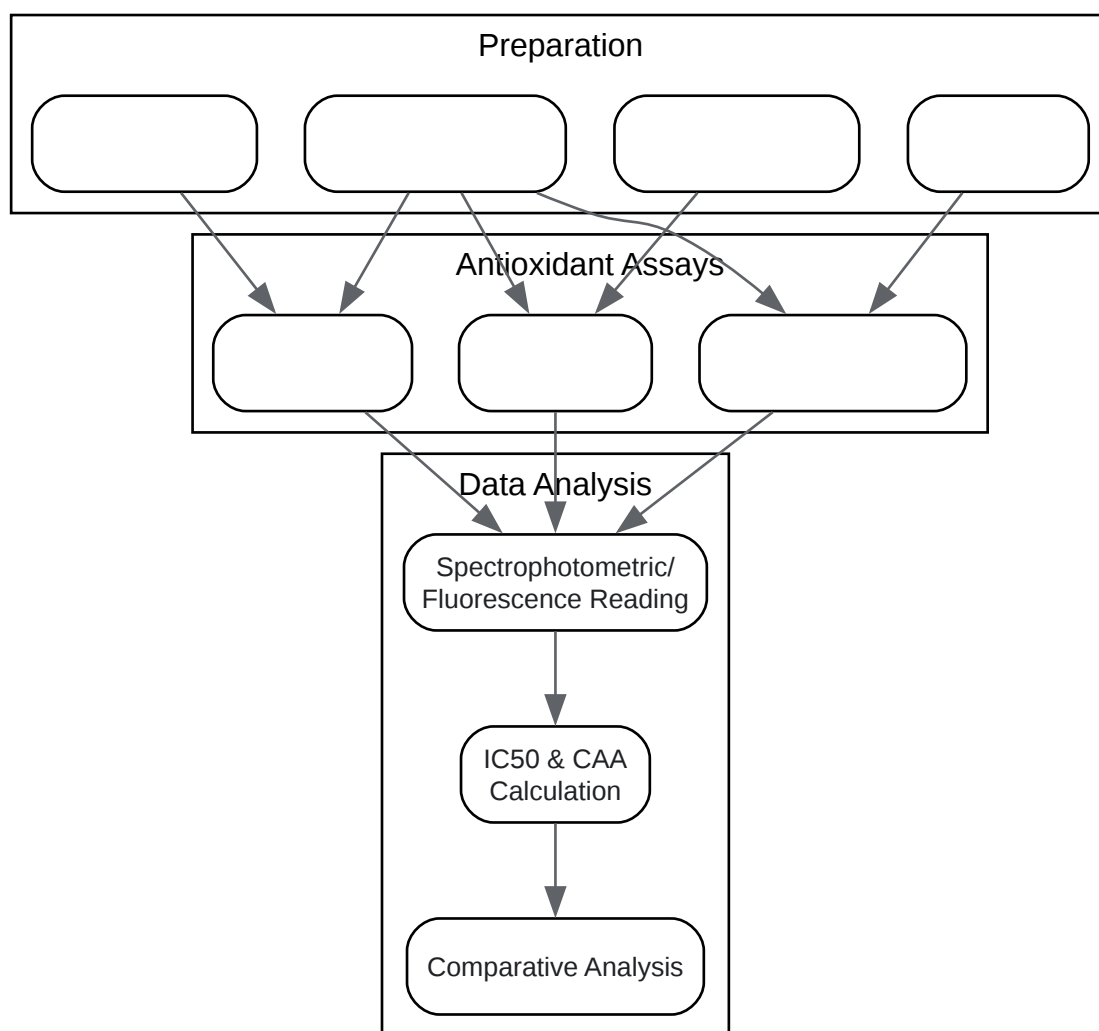 Preparation
Antioxidant Assays
Data Analysis
Spectrophotometric/
Fluorescence Reading
IC50 & CAA
Calculation
Comparative Analysis